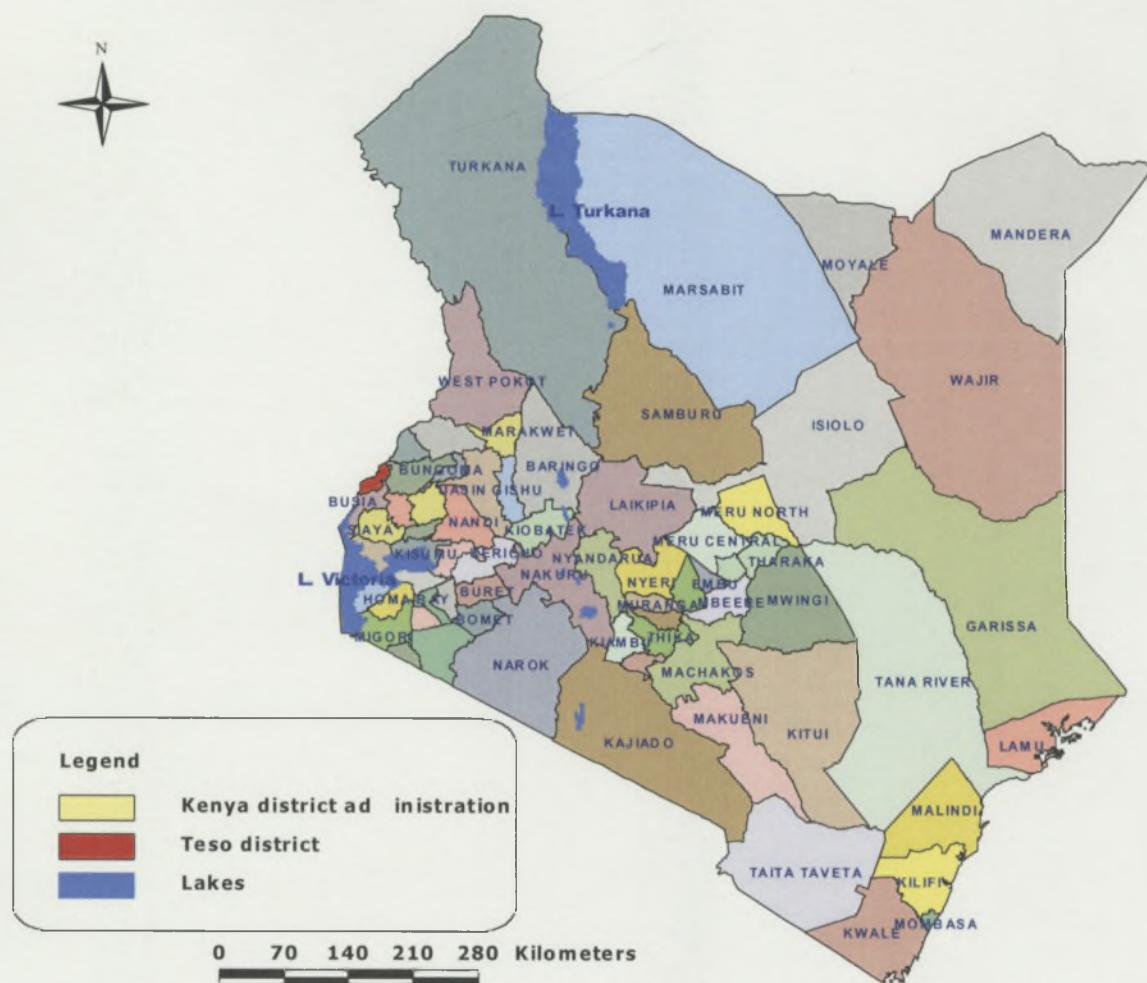 N
TURKANA
L. Turkana
MANDERA
MOYALE
MARSABIT
WEST POKOT
WAJIR
SAMBURU
ISIOLO
MARAKWET
BUNGOMA
BARINGO
UASIN GISHU
BUSIA
LAIKIPIA
MERU NORTH
SIAYA
NANDI
KIOBATEK
MERU CENTRAL
KISUMU
KERICHO
NYANDARUA
THARAKA
L. Victoria
NAKURU
NYERI
EMBU
HOMA BAY
BURET
MURANGA
MBEERE
MWINGI
BOMET
MIGORI
KIAMBU
THIKA
GARISSA
NAROK
MACHAKOS
TANA RIVER
MAKUENI
KITUI
KAJIADO
LAMU
MALINDI
TAITA TAVETA
KILIFI
MOMBASA
KWALE
Legend
Kenya district ad inistration
Teso district
Lakes
0 70 140 210 280 Kilometers